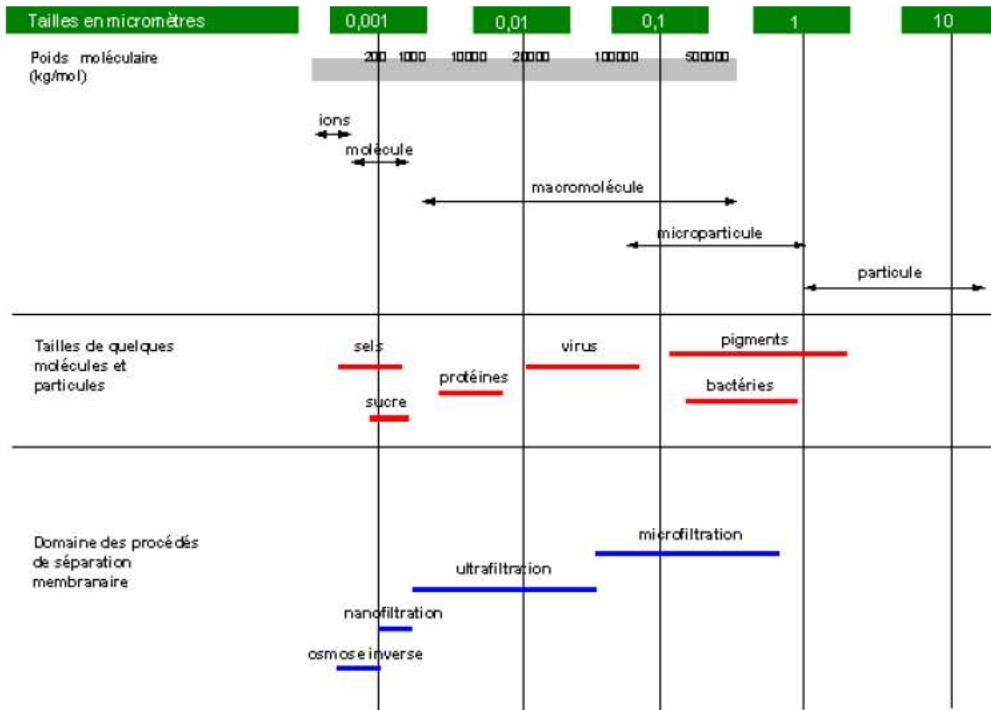 Tailles en micromètres 0,001 0,01 0,1 1 10
Poids moléculaire
(kg/mol)
200 1000 10000 20000 100000 500000
ions
molécule
macromolécule
microparticule
particule
Tailles de quelques
molécules et
particules
sels
virus
pigments
protéines
bactéries
sucre
Domaine des procédés
de séparation
membranaire
microfiltration
ultrafiltration
nanofiltration
osmose inverse